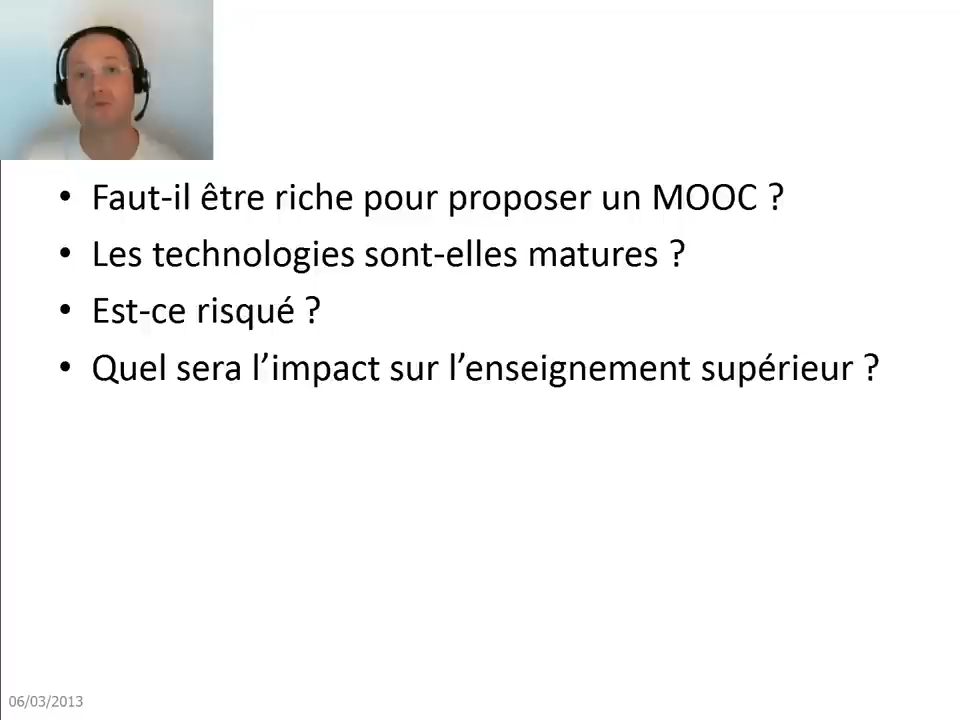 • Faut-il être riche pour proposer un MOOC ?
• Les technologies sont-elles matures ?
• Est-ce risqué ?
• Quel sera l’impact sur l’enseignement supérieur ?
06/03/2013